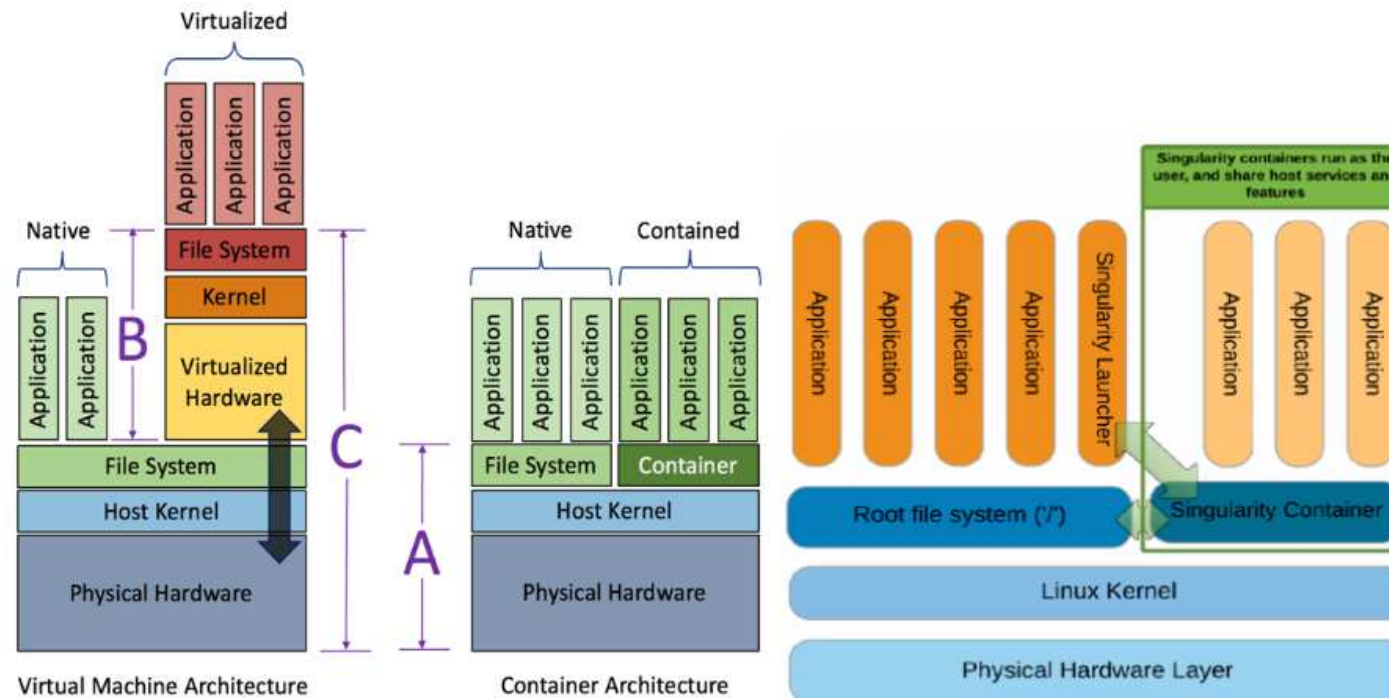 Virtualized
Application
Application
Application
Native
File System
Kernel
Application
Application
B
Virtualized
Hardware
C
File System
Host Kernel
Physical Hardware
Virtual Machine Architecture
Native
Contained
Application
Application
Application
Application
Application
Application
File System
Container
Host Kernel
A
Physical Hardware
Container Architecture
Singularity containers run as the
user, and share host services an
features
Application
Application
Application
Application
Singularity Launcher
Application
Application
Application
Root file system ('/')
Singularity Container
Linux Kernel
Physical Hardware Layer